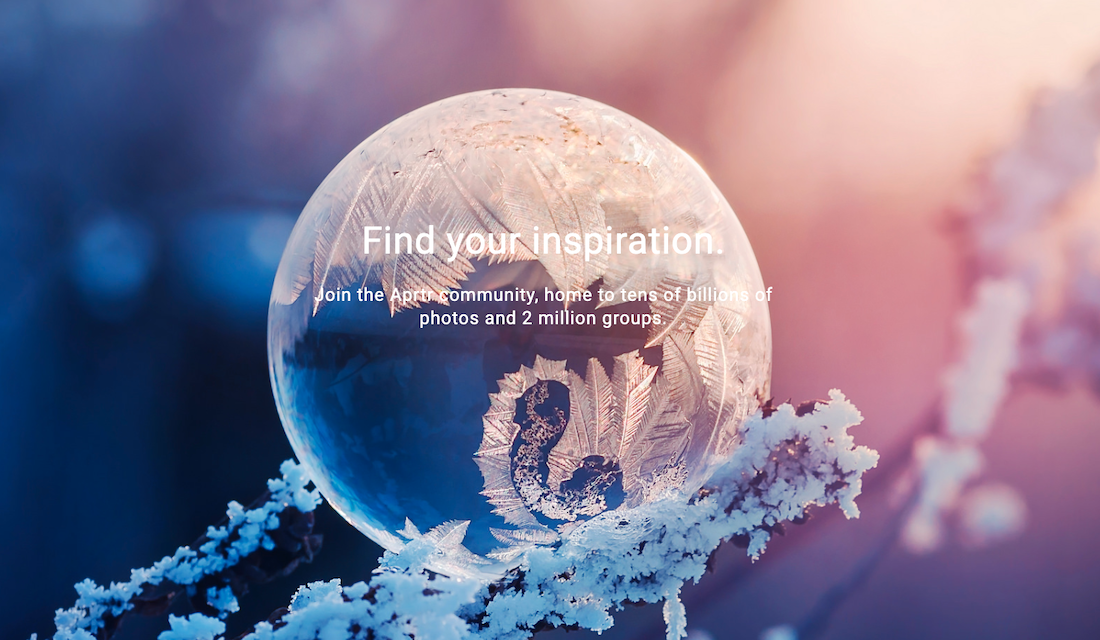 Find your inspiration.
Join the Aprtr community, home to tens of billions of
photos and 2 million groups.